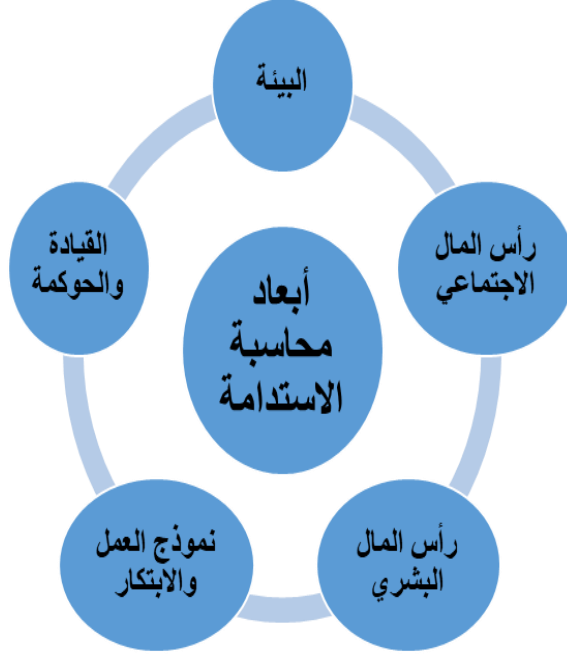 البيئة
رأس المال
الاجتماعي
رأس المال
البشري
نموذج العمل
والابتكار
القيادة
والحوكمة
أبعاد
محاسبة
الاستدامة